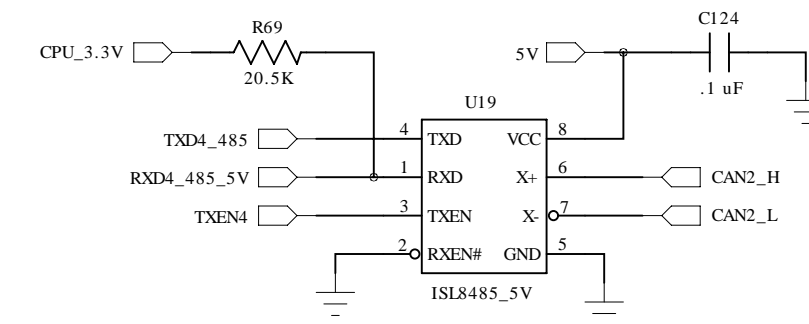 R69
C124
CPU_3.3V
5V
20.5K
.1 uF
U19
TXD4_485 4 TXD VCC 8
RXD4_485_5V 1 RXD X+ 6 CAN2_H
TXEN4 3 TXEN X- 7 CAN2_L
2 RXEN# GND 5
ISL8485_5V